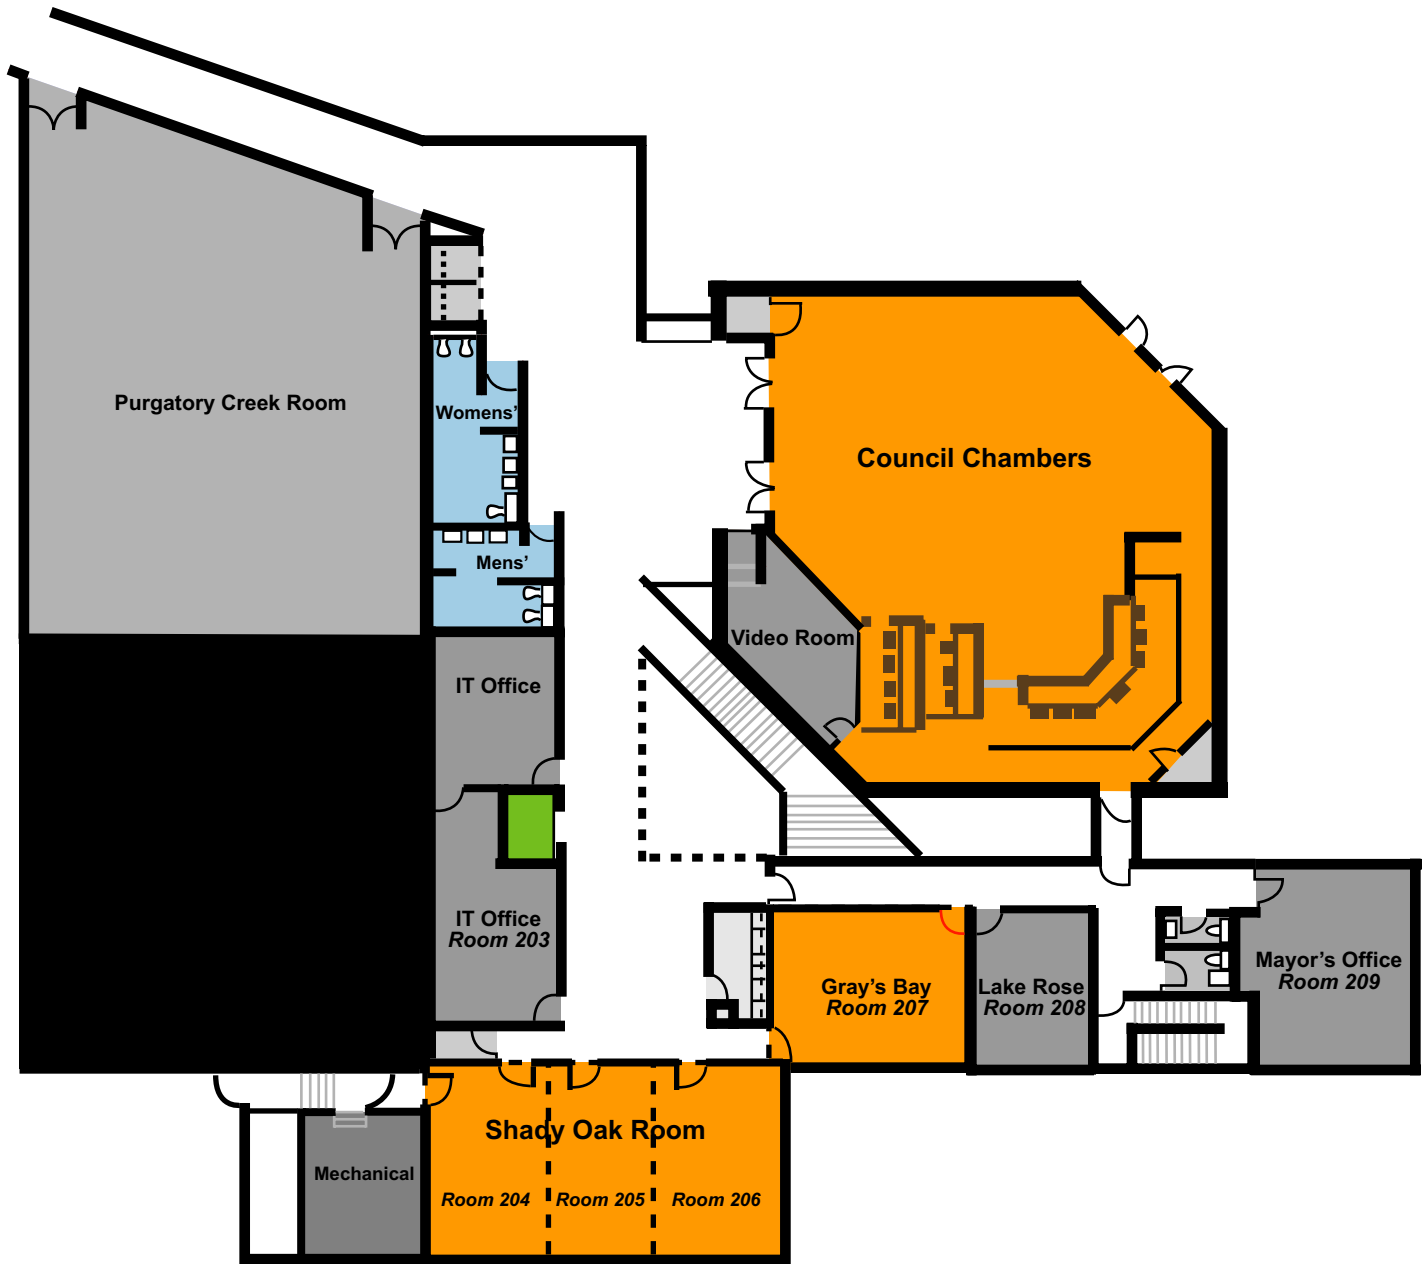 Purgatory Creek Room
Womens'
Council Chambers
Mens'
Video Room
IT Office
IT Office
Room 203
Gray's Bay
Room 207
Lake Rose
Room 208
Mayor's Office
Room 209
Shady Oak Room
Mechanical
Room 204
Room 205
Room 206